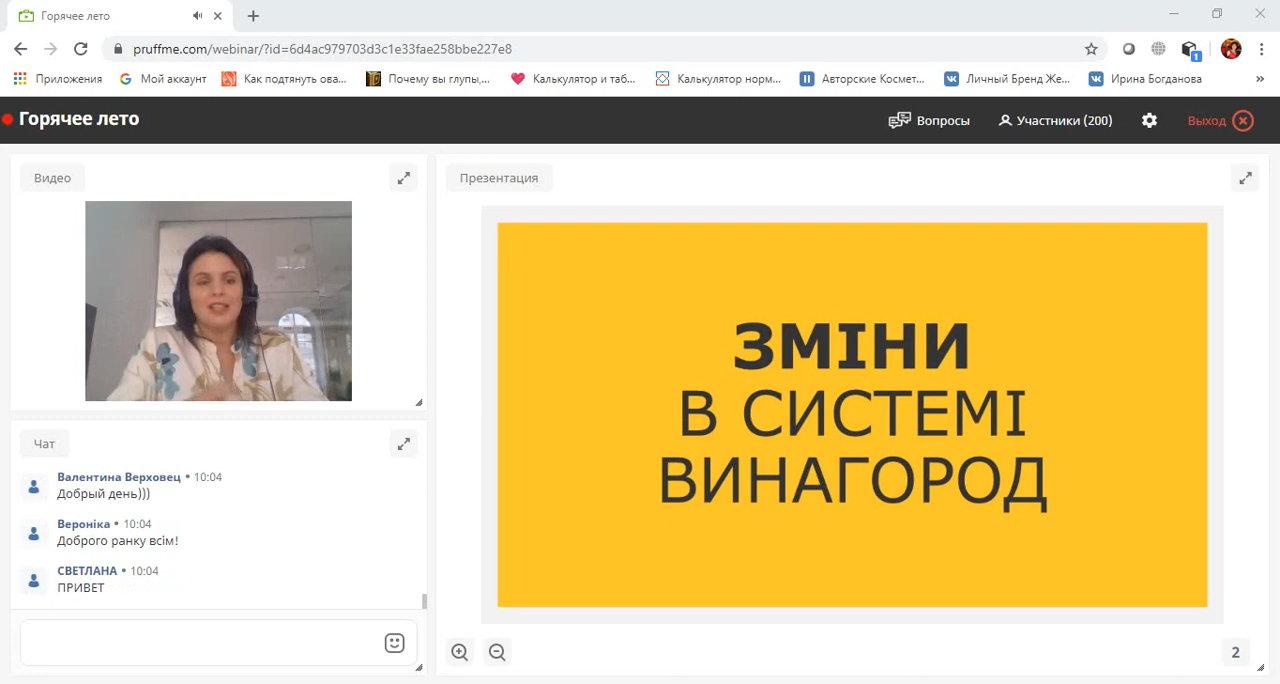 Горячее лето
pruffme.com/webinar/?id=6d4ac979703d3c1e33fae258bbe227e8
1
Приложения
Мой аккаунт
Как подтянуть ова...
Почему вы глупы,...
Калькулятор и таб...
Калькулятор норм...
Авторские Космет...
Личный Бренд Же...
Ирина Богданова
»
Горячее лето
Вопросы
Участники (200)
Выход
Видео
Презентация
ЗМІНИ
В СИСТЕМІ
ВИНАГОРОД
Чат
Валентина Верховец • 10:04
Добрый день)))
Вероніка • 10:04
Доброго ранку всім!
СВЕТЛАНА • 10:04
ПРИВЕТ
2